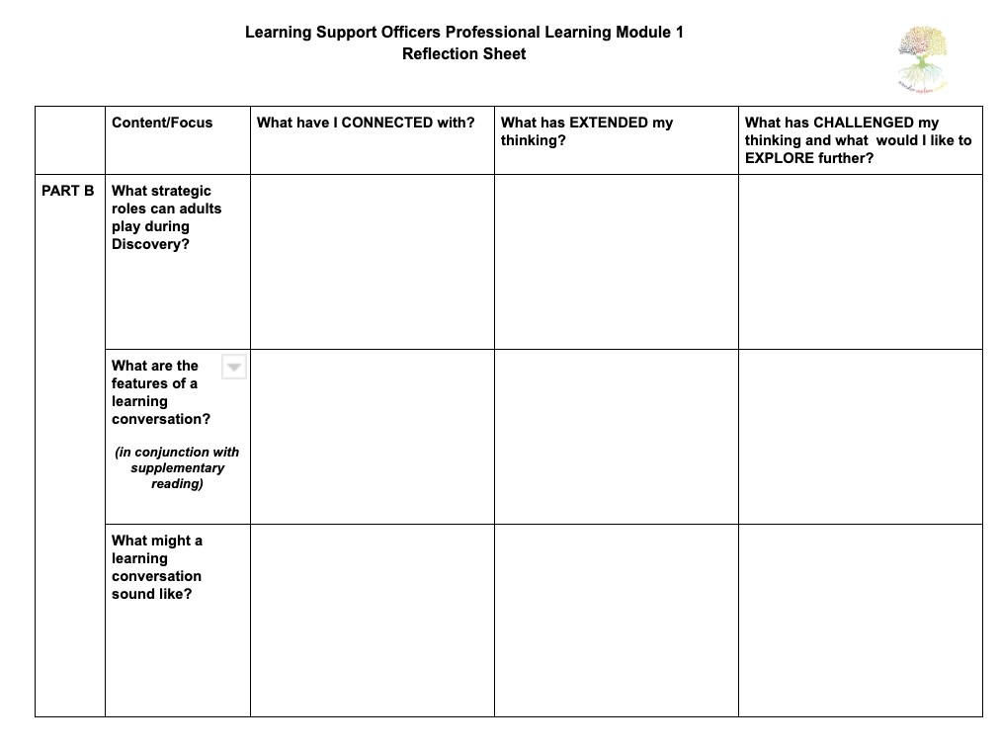 Learning Support Officers Professional Learning Module 1
Reflection Sheet
Content/Focus
What have I CONNECTED with?
What has EXTENDED my
thinking?
What has CHALLENGED my
thinking and what  would I like to
EXPLORE further?
PART B
What strategic
roles can adults
play during
Discovery?
What are the
features of a
learning
conversation?
(in conjunction with
supplementary
reading)
What might a
learning
conversation
sound like?